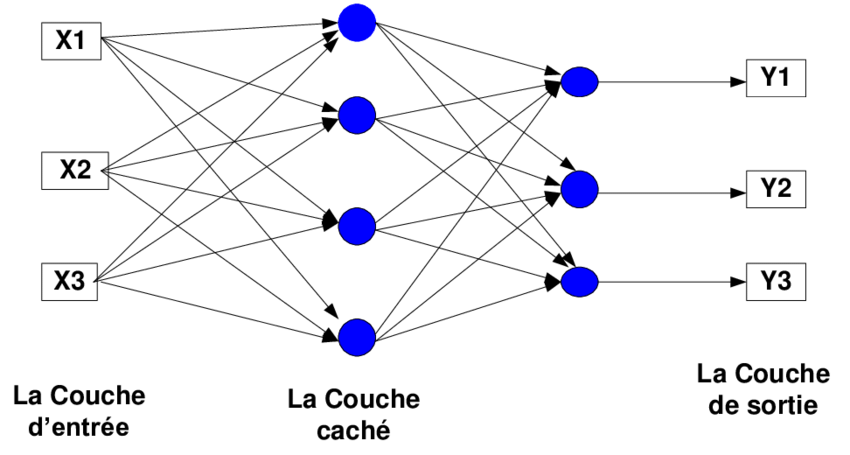 X1
X2
X3
Y1
Y2
Y3
La Couche
d’entrée
La Couche
caché
La Couche
de sortie